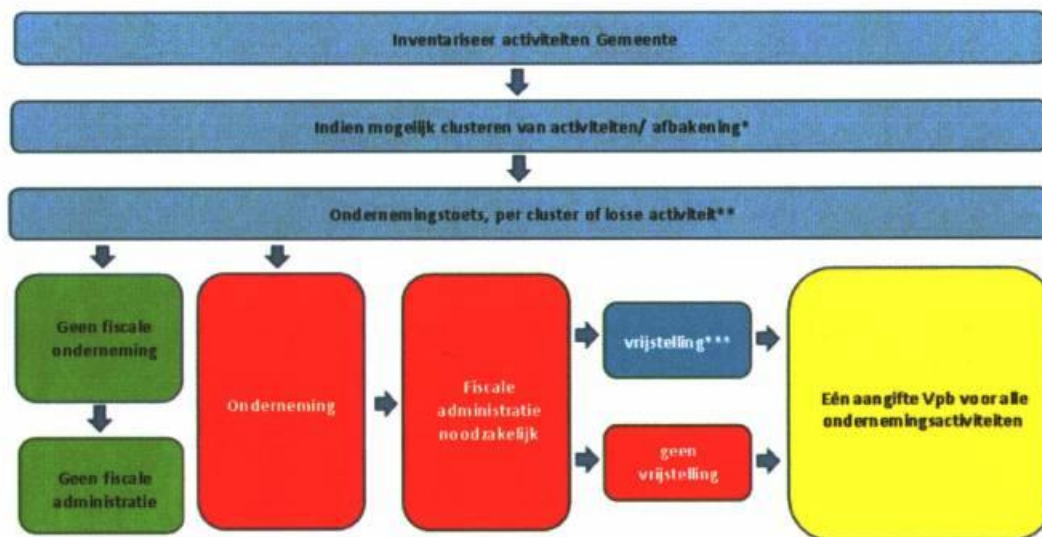 Inventariseer activiteiten Gemeente
Indien mogelijk clusteren van activiteiten/ afbakening*
Ondernemingstoets, per cluster of losse activiteit**
Geen fiscale
onderneming
Geen fiscale
administratie
Onderneming
Fiscale
administratie
noodzakelijk
vrijstelling***
geen
vrijstelling
Eén aangifte Vpb voor alle
ondernemingsactiviteiten